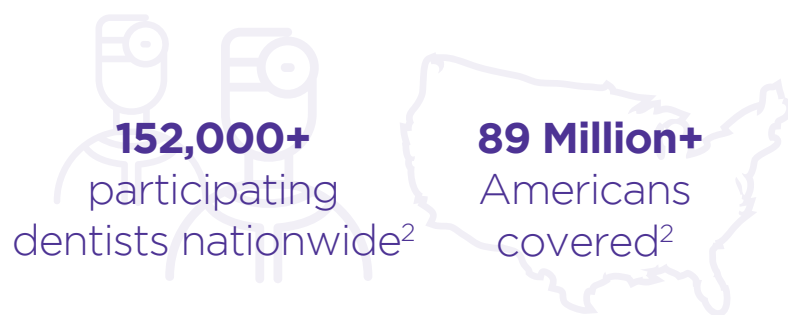 152,000+
participating
dentists nationwide²
89 Million+
Americans
covered²